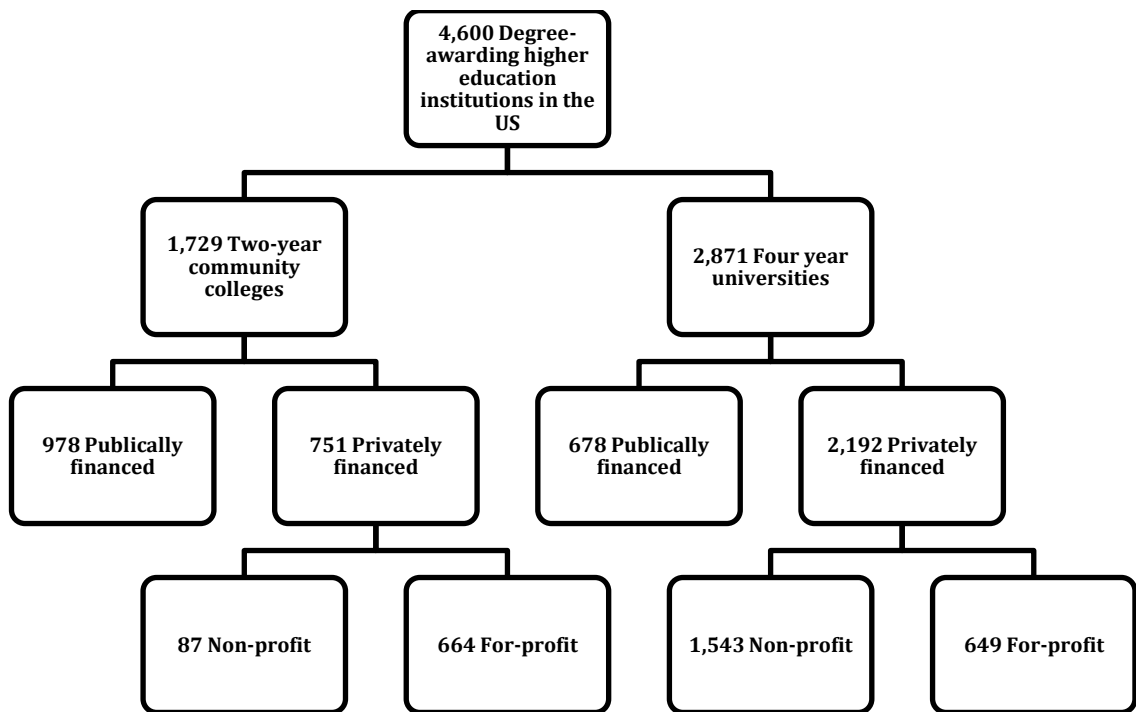 4,600 Degree-
awarding higher
education
institutions in the
US
1,729 Two-year
community
colleges
2,871 Four year
universities
978 Publically
financed
751 Privately
financed
678 Publically
financed
2,192 Privately
financed
87 Non-profit
664 For-profit
1,543 Non-profit
649 For-profit